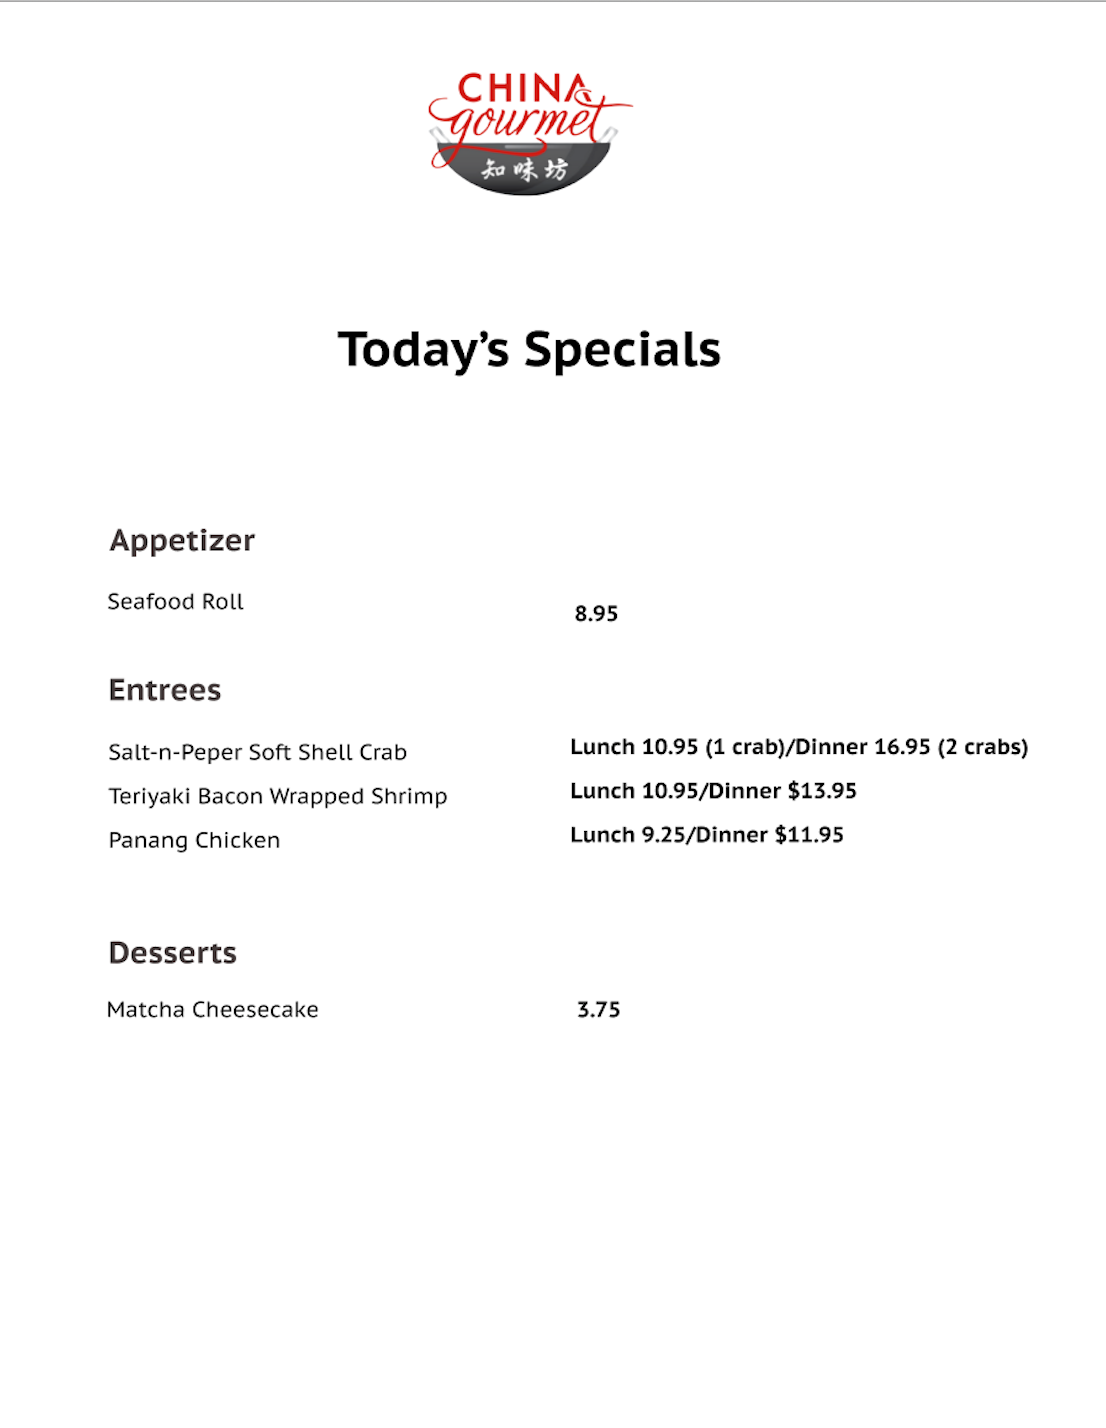 CHINA
gourmet
知味坊
Today’s Specials
Appetizer
Seafood Roll 8.95
Entrees
Salt-n-Peper Soft Shell Crab Lunch 10.95 (1 crab)/Dinner 16.95 (2 crabs)
Teriyaki Bacon Wrapped Shrimp Lunch 10.95/Dinner $13.95
Panang Chicken Lunch 9.25/Dinner $11.95
Desserts
Matcha Cheesecake 3.75